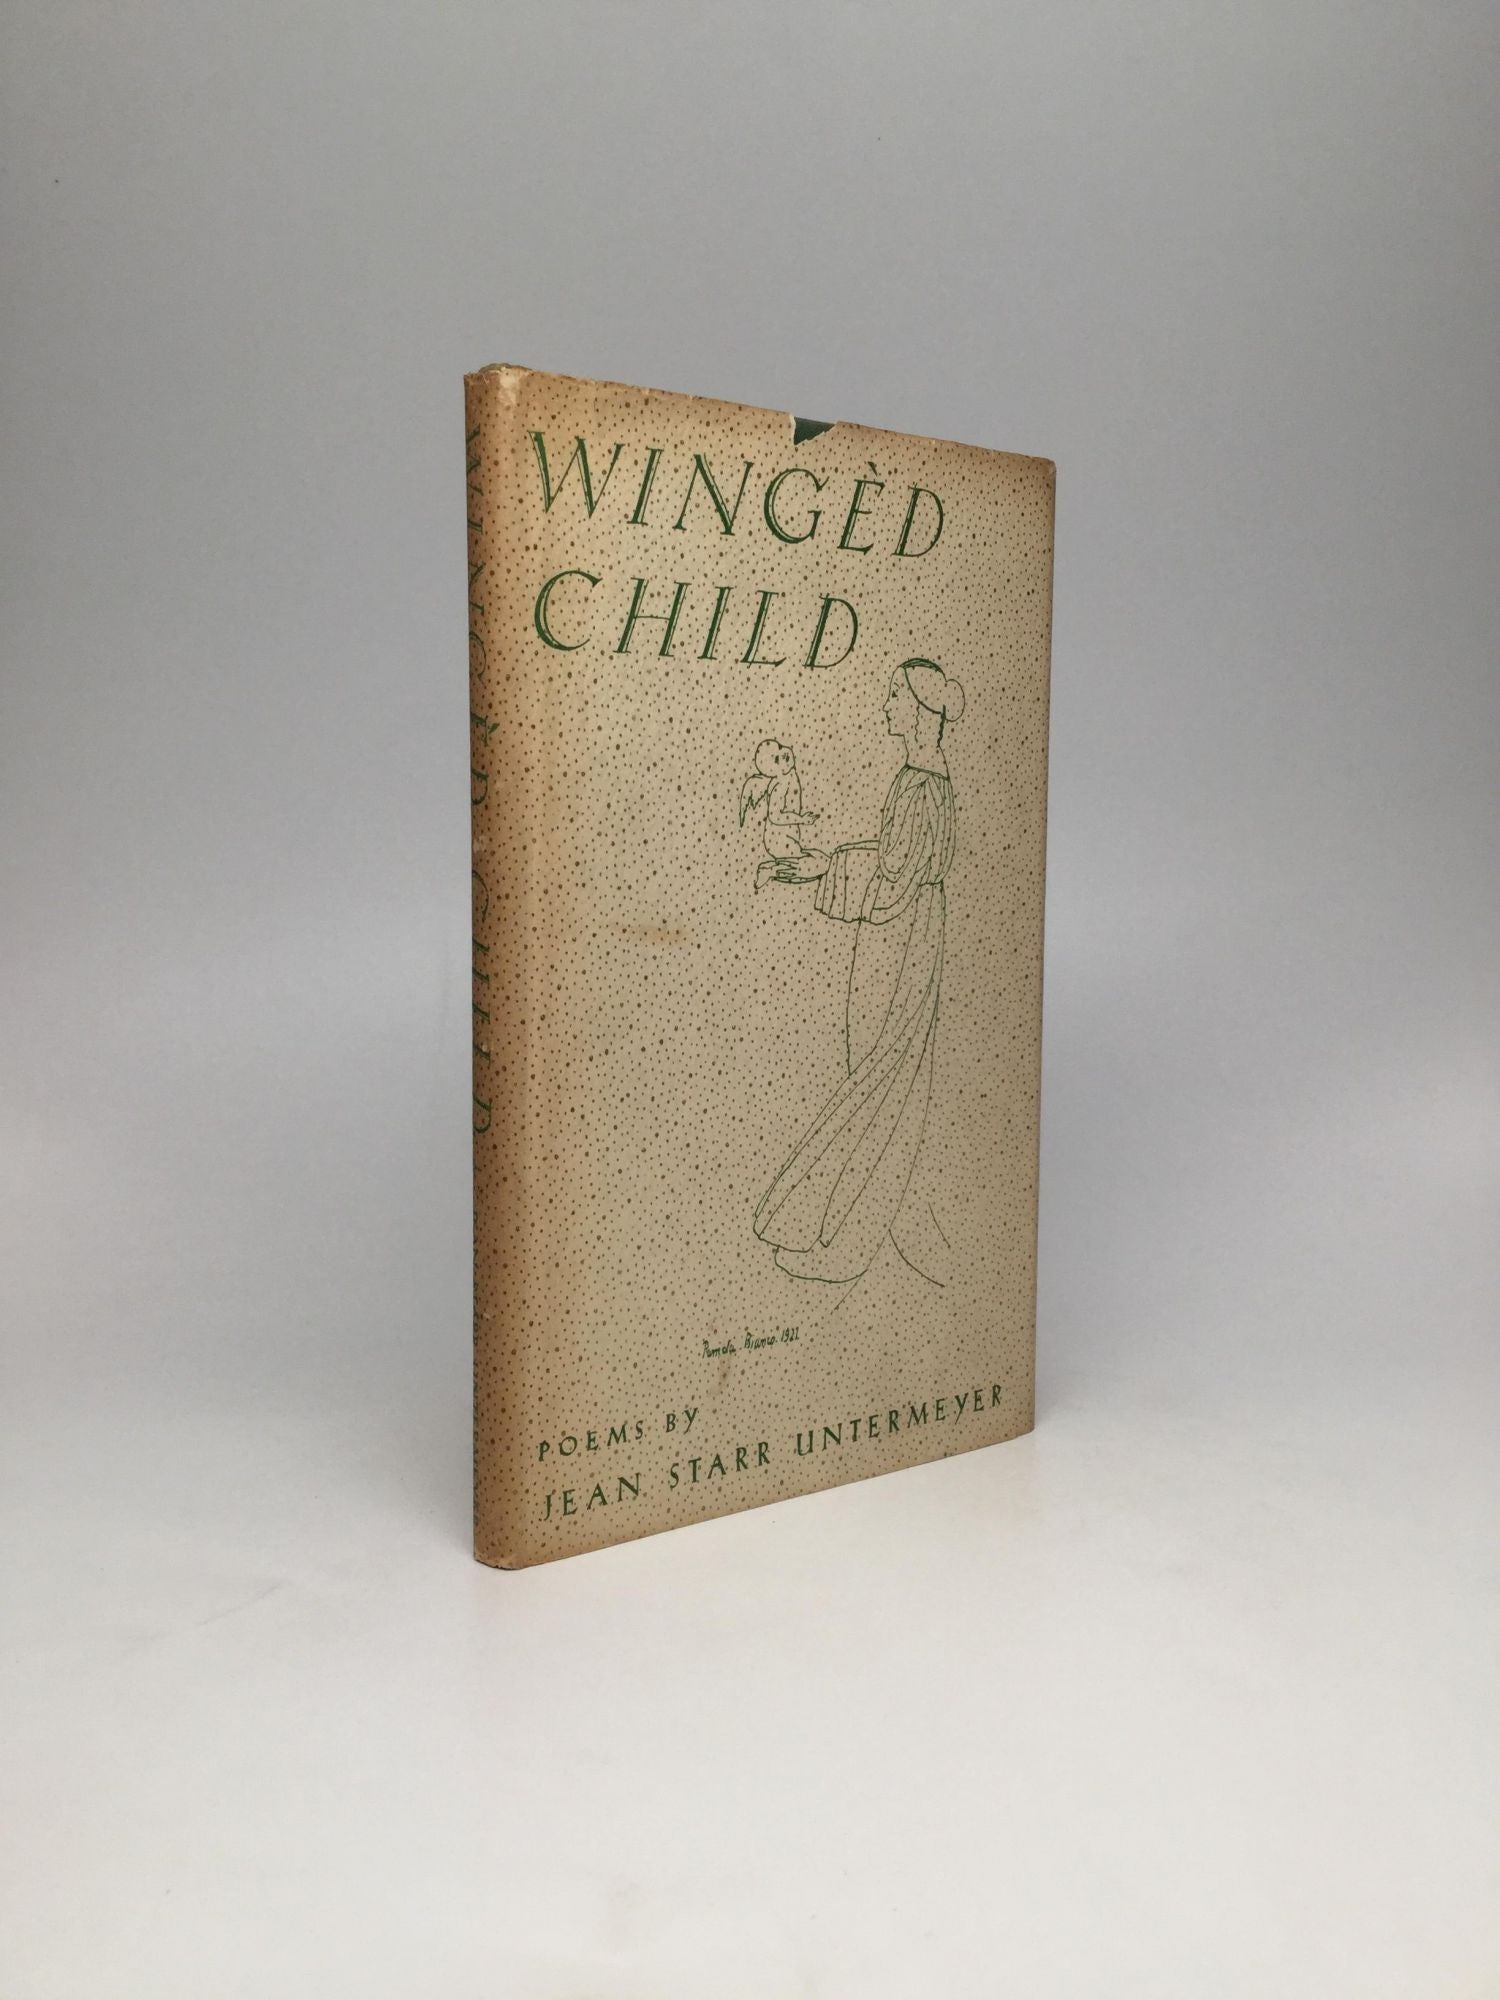 WINGÈD CHILD
WINGÈD
CHILD
Pamela Bianco 1921
POEMS BY
JEAN STARR UNTERMEYER